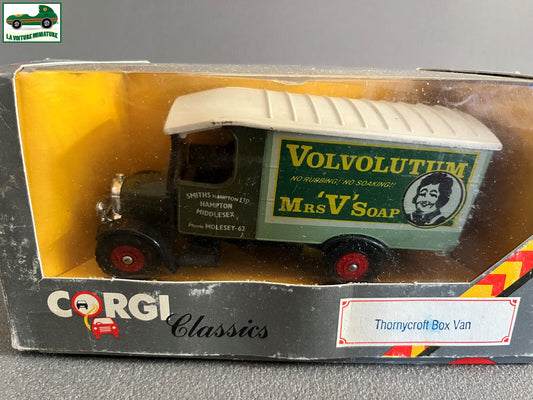 LA VOITURE MINIATURE
VOLVOLUTUM
NO RUBBING! NO SOAKING!!
MRS 'V' SOAP
SMITHS HAMPTON LTD.
HAMPTON
MIDDLESEX
Phone MOLESEY-62
CORGI
Classics
Thornycroft Box Van